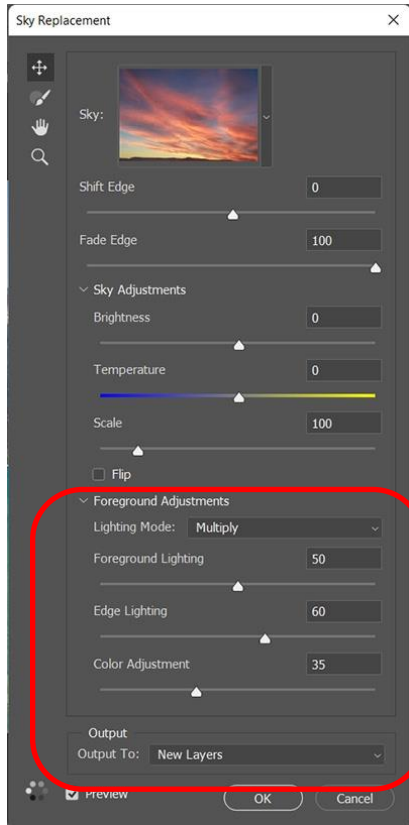 Sky Replacement
Sky:
Shift Edge 0
Fade Edge 100
Sky Adjustments
Brightness 0
Temperature 0
Scale 100
Flip
Foreground Adjustments
Lighting Mode: Multiply
Foreground Lighting 50
Edge Lighting 60
Color Adjustment 35
Output
Output To: New Layers
Preview OK Cancel